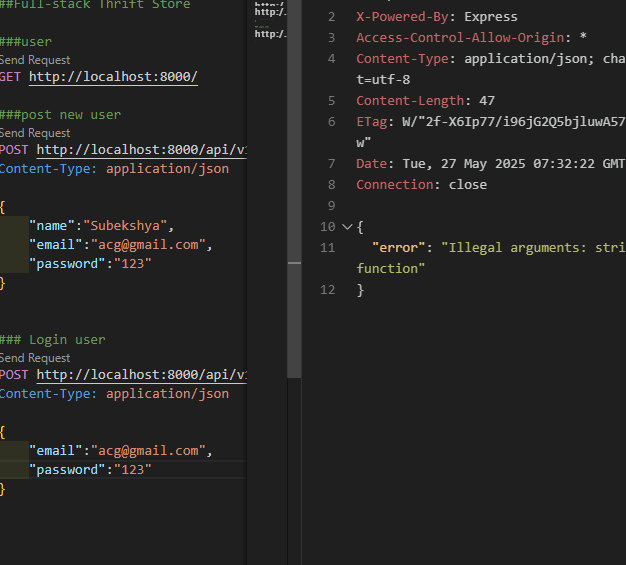 ##Full-stack Thrift Store
###user
Send Request
GET http://localhost:8000/
###post new user
Send Request
POST http://localhost:8000/api/v1
Content-Type: application/json
{
"name":"Subekshya",
"email":"acg@gmail.com",
"password":"123"
}
### Login user
Send Request
POST http://localhost:8000/api/v1
Content-Type: application/json
{
"email":"acg@gmail.com",
"password":"123"
}
http:/.
http:/.
2 X-Powered-By: Express
3 Access-Control-Allow-Origin: *
4 Content-Type: application/json; cha
t=utf-8
5 Content-Length: 47
6 ETag: W/"2f-X6Ip77/i96jG2Q5bjluwA57
w"
7 Date: Tue, 27 May 2025 07:32:22 GMT
8 Connection: close
9
10 {
11 "error": "Illegal arguments: stri
function"
12 }